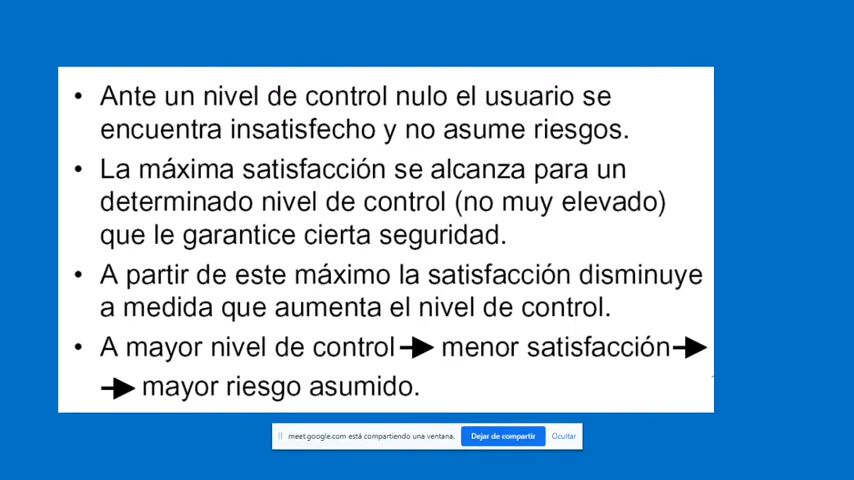 • Ante un nivel de control nulo el usuario se
encuentra insatisfecho y no asume riesgos.
• La máxima satisfacción se alcanza para un
determinado nivel de control (no muy elevado)
que le garantice cierta seguridad.
• A partir de este máximo la satisfacción disminuye
a medida que aumenta el nivel de control.
• A mayor nivel de control → menor satisfacción →
→ mayor riesgo asumido.
meet.google.com está compartiendo una ventana. Dejar de compartir Ocultar